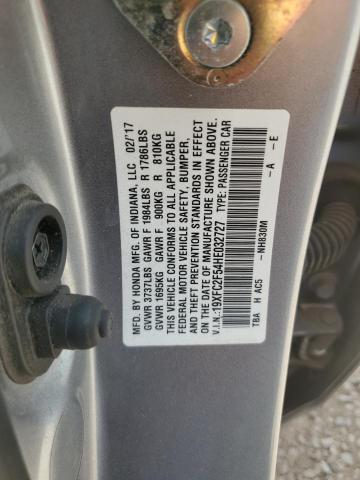 MFD. BY HONDA MFG. OF INDIANA, LLC 02/'17
GVWR 3737LBS GAWR F 1984LBS R 1786LBS
GVWR 1695KG GAWR F 900KG R 810KG
THIS VEHICLE CONFORMS TO ALL APPLICABLE
FEDERAL MOTOR VEHICLE SAFETY, BUMPER,
AND THEFT PREVENTION STANDARDS IN EFFECT
ON THE DATE OF MANUFACTURE SHOWN ABOVE.
V.I.N.: 19XFC2F54HE032727 TYPE: PASSENGER CAR
TBA H AC5 -NH830M -A -E